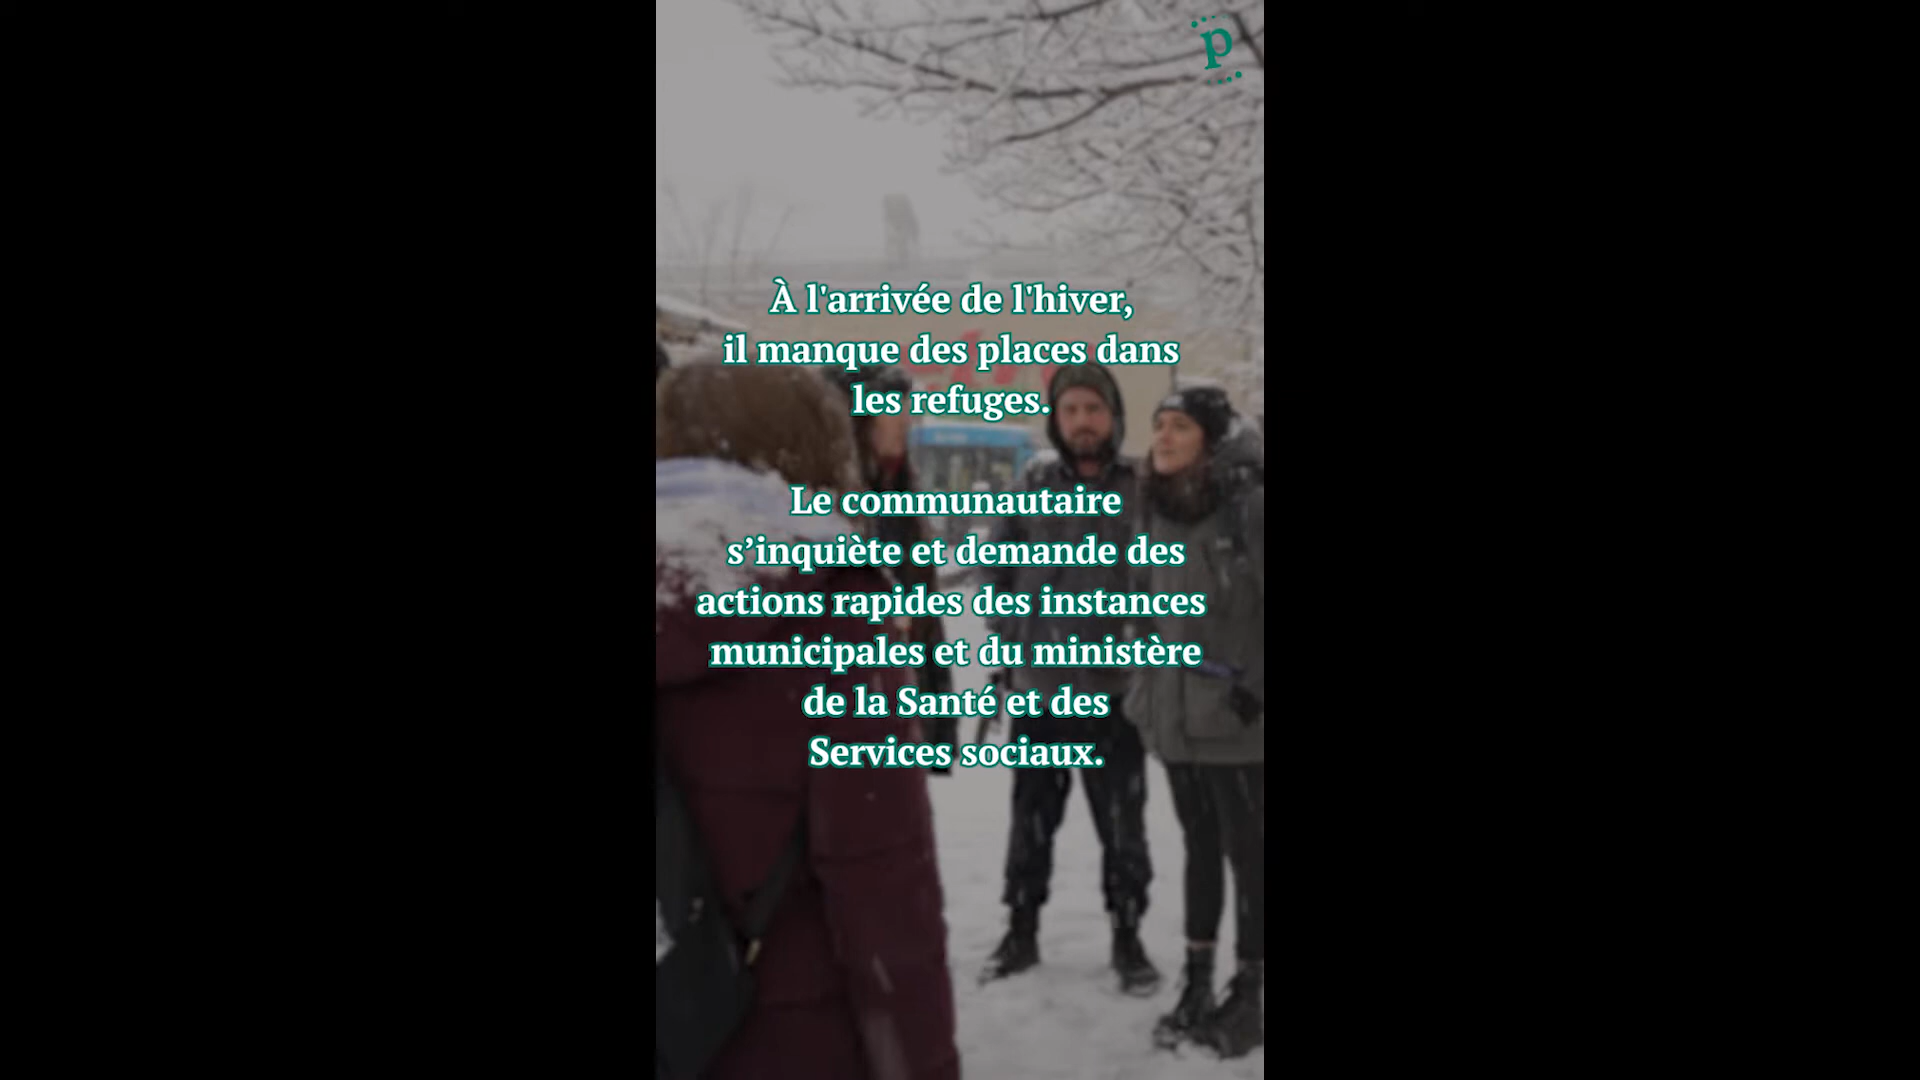 p
À l'arrivée de l'hiver,
il manque des places dans
les refuges.
Le communautaire
s’inquiète et demande des
actions rapides des instances
municipales et du ministère
de la Santé et des
Services sociaux.